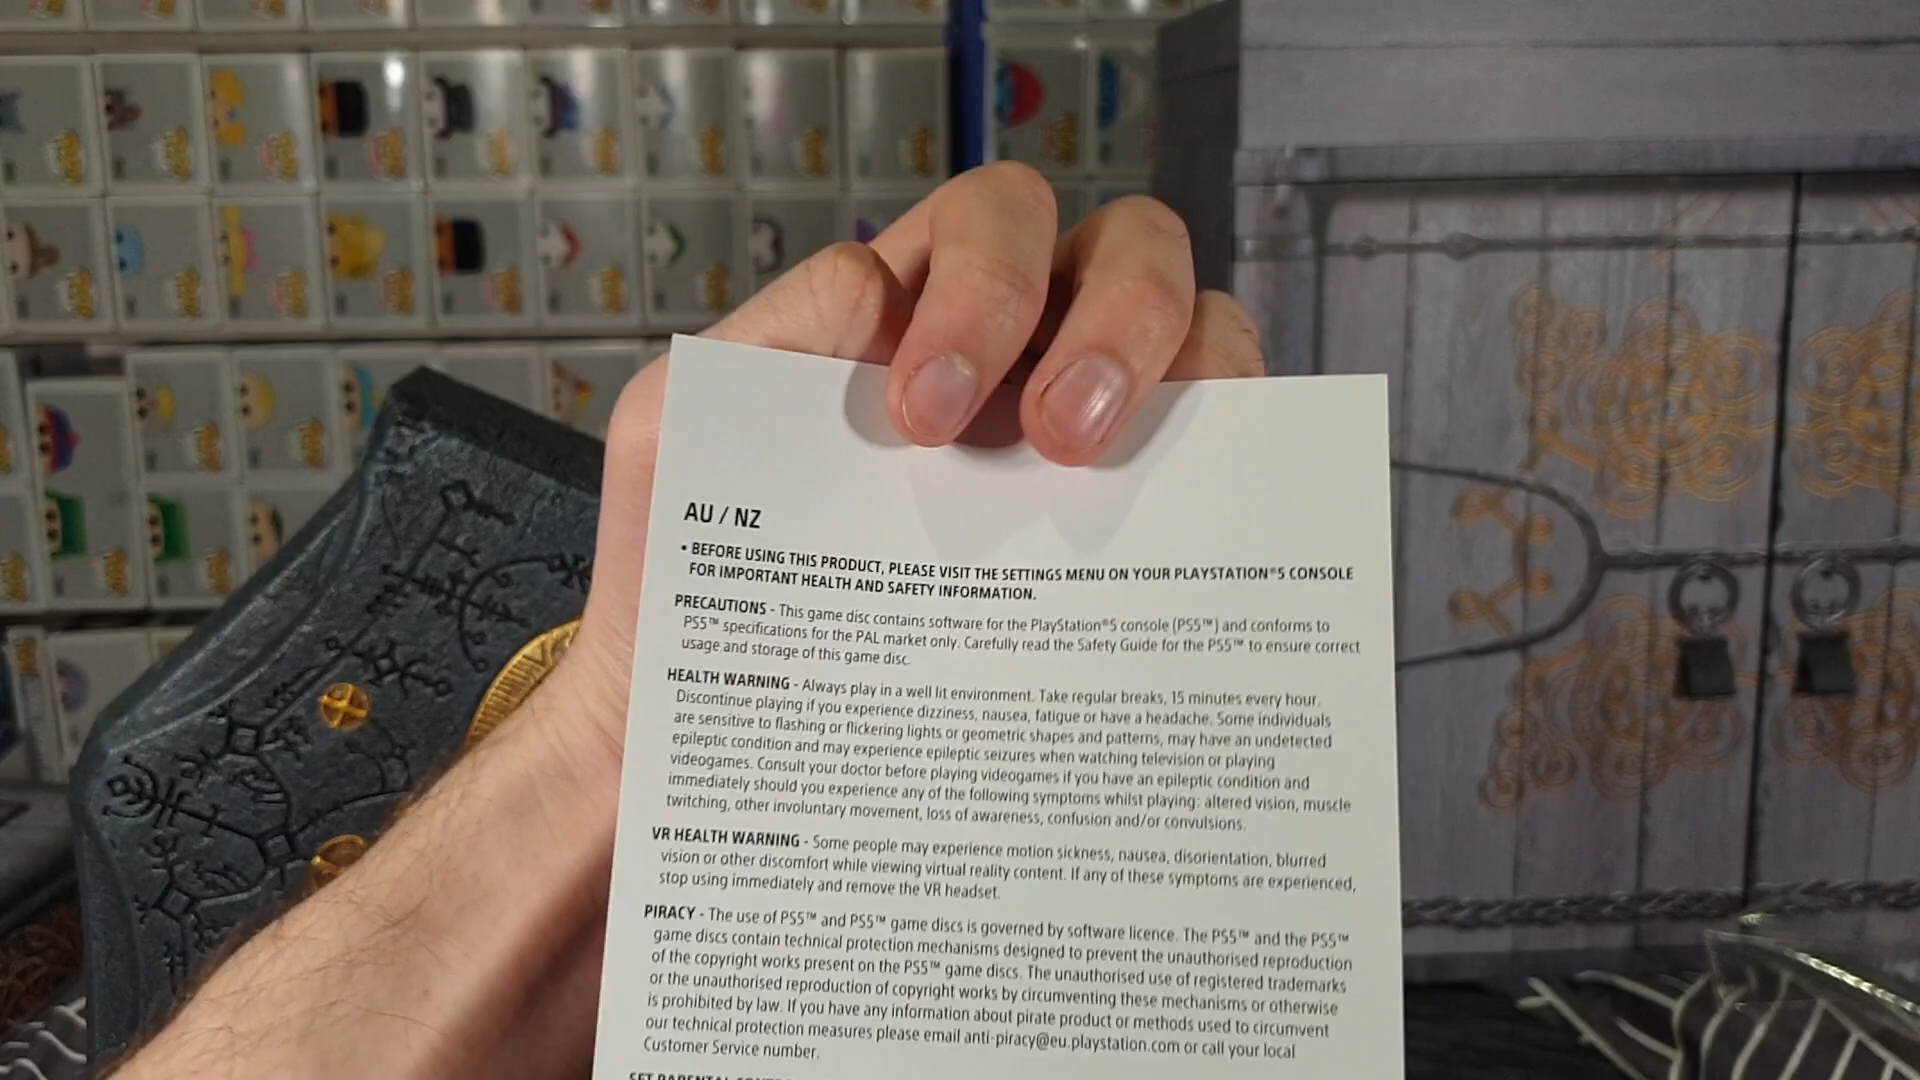 AU / NZ
• BEFORE USING THIS PRODUCT, PLEASE VISIT THE SETTINGS MENU ON YOUR PLAYSTATION®5 CONSOLE
FOR IMPORTANT HEALTH AND SAFETY INFORMATION.
PRECAUTIONS - This game disc contains software for the PlayStation®5 console (PS5™) and conforms to
PS5™ specifications for the PAL market only. Carefully read the Safety Guide for the PS5™ to ensure correct
usage and storage of this game disc.
HEALTH WARNING - Always play in a well lit environment. Take regular breaks, 15 minutes every hour.
Discontinue playing if you experience dizziness, nausea, fatigue or have a headache. Some individuals
are sensitive to flashing or flickering lights or geometric shapes and patterns, may have an undetected
epileptic condition and may experience epileptic seizures when watching television or playing
videogames. Consult your doctor before playing videogames if you have an epileptic condition and
immediately should you experience any of the following symptoms whilst playing: altered vision, muscle
twitching, other involuntary movement, loss of awareness, confusion and/or convulsions.
VR HEALTH WARNING - Some people may experience motion sickness, nausea, disorientation, blurred
vision or other discomfort while viewing virtual reality content. If any of these symptoms are experienced,
stop using immediately and remove the VR headset.
PIRACY - The use of PS5™ and PS5™ game discs is governed by software licence. The PS5™ and the PS5™
game discs contain technical protection mechanisms designed to prevent the unauthorised reproduction
of the copyright works present on the PS5™ game discs. The unauthorised use of registered trademarks
or the unauthorised reproduction of copyright works by circumventing these mechanisms or otherwise
is prohibited by law. If you have any information about pirate product or methods used to circumvent
our technical protection measures please email anti-piracy@eu.playstation.com or call your local
Customer Service number.
SET PARENTAL